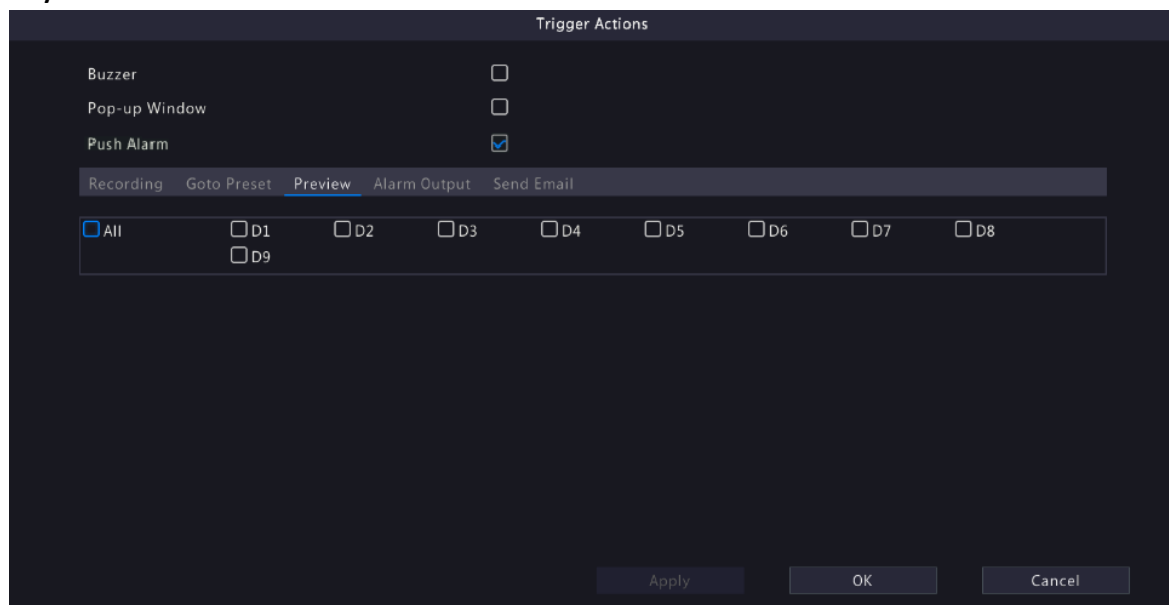 Trigger Actions
Buzzer
Pop-up Window
Push Alarm
Recording Goto Preset Preview Alarm Output Send Email
All D1 D2 D3 D4 D5 D6 D7 D8
D9
Apply OK Cancel